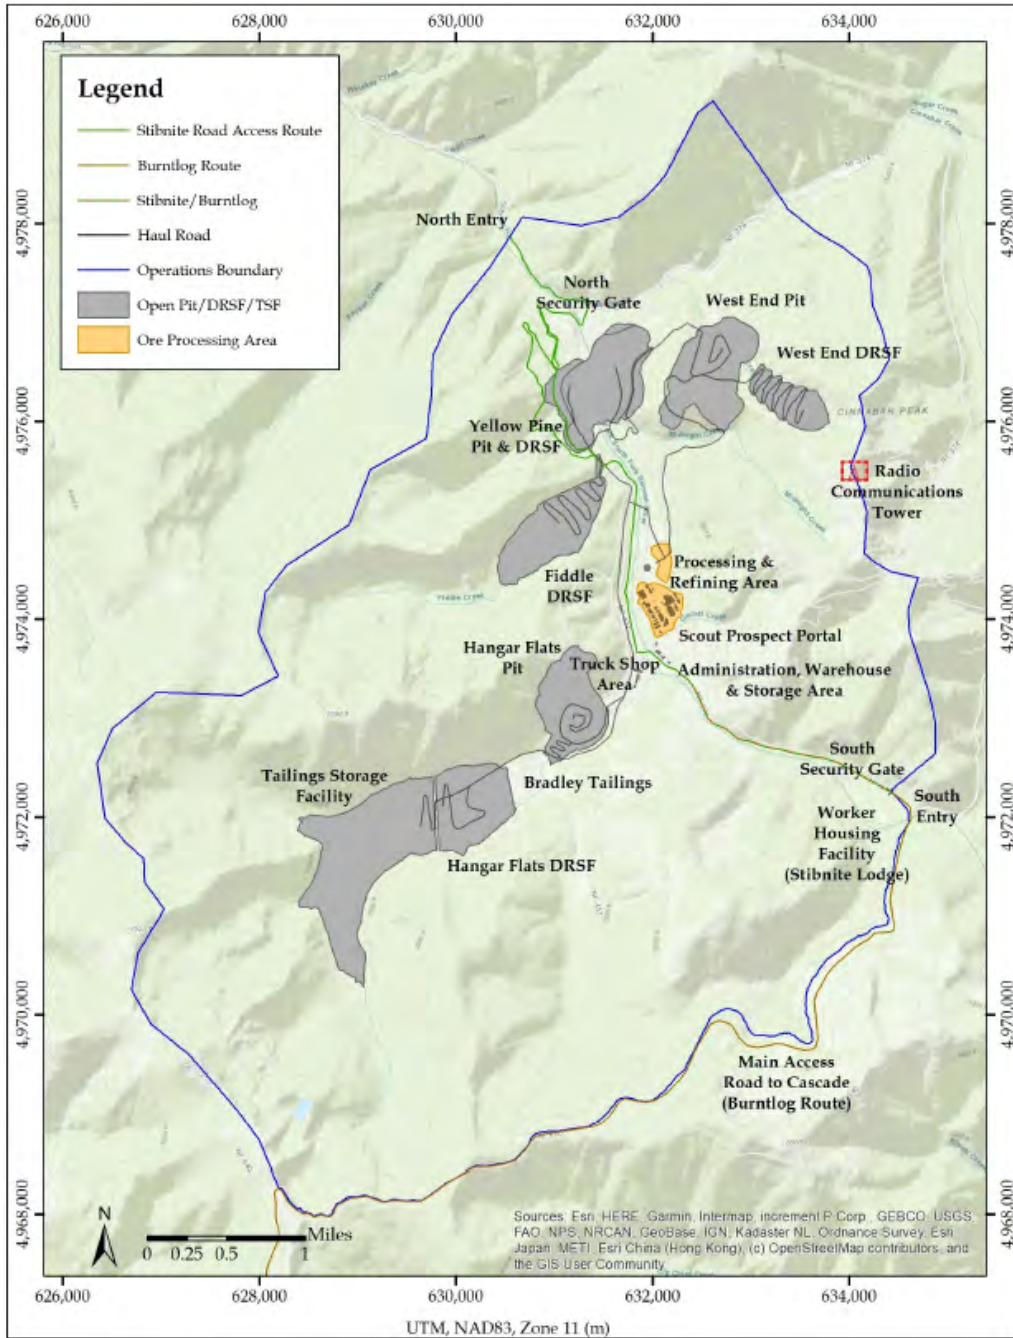 626,000 628,000 630,000 632,000 634,000
Legend
Stibnite Road Access Route
Burntlog Route
Stibnite/Burntlog
Haul Road
Operations Boundary
Open Pit/DRSF/TSF
Ore Processing Area
4,978,000
4,976,000
4,974,000
4,972,000
4,970,000
4,968,000
4,978,000
4,976,000
4,974,000
4,972,000
4,970,000
4,968,000
North Entry
North
Security Gate
West End Pit
West End DRSF
CINNABAR PEAK
Yellow Pine
Pit & DRSF
Radio
Communications
Tower
Midnight Creek
Fiddle
DRSF
Fiddle Creek
Processing &
Refining Area
Scout Prospect Portal
Hangar Flats
Pit
Truck Shop
Area
Administration, Warehouse
& Storage Area
South
Security Gate
Tailings Storage
Facility
Bradley Tailings
South
Entry
Worker
Housing
Facility
(Stibnite Lodge)
Hangar Flats DRSF
Main Access
Road to Cascade
(Burntlog Route)
N
Miles
0 0.25 0.5 1
Sources: Esri, HERE, Garmin, Intermap, increment P Corp., GEBCO, USGS,
FAO, NPS, NRCAN, GeoBase, IGN, Kadaster NL, Ordnance Survey, Esri
Japan, METI, Esri China (Hong Kong), (c) OpenStreetMap contributors, and
the GIS User Community
626,000 628,000 630,000 632,000 634,000
UTM, NAD83, Zone 11 (m)